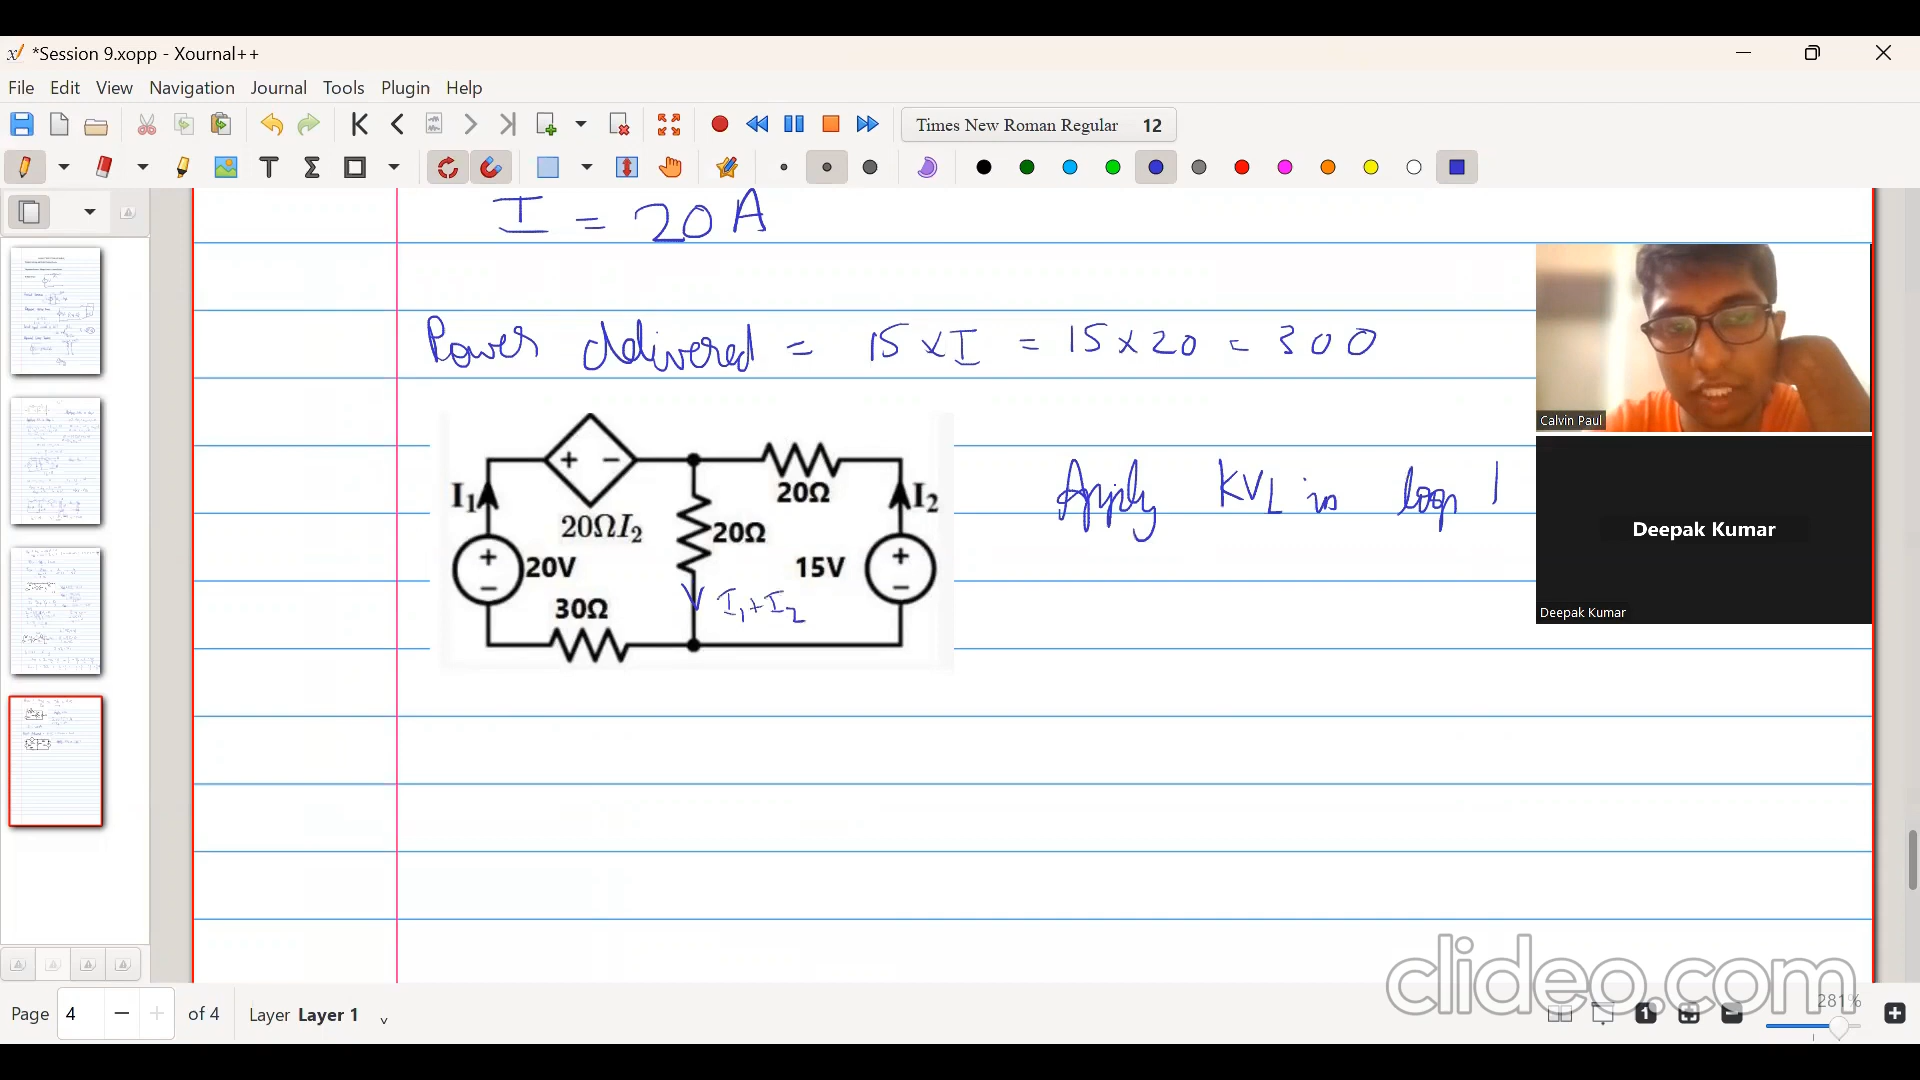 *Session 9.xopp - Xournal++
File Edit View Navigation Journal Tools Plugin Help
Times New Roman Regular 12
I = 20 A
Power delivered = 15 × I = 15 × 20 = 300
I1 20ΩI2 20Ω I2
20Ω
20V 15V
30Ω I1+I2
Apply KVL in loop 1
Calvin Paul
Deepak Kumar
Deepak Kumar
clideo.com
Page 4 of 4 Layer Layer 1 281%